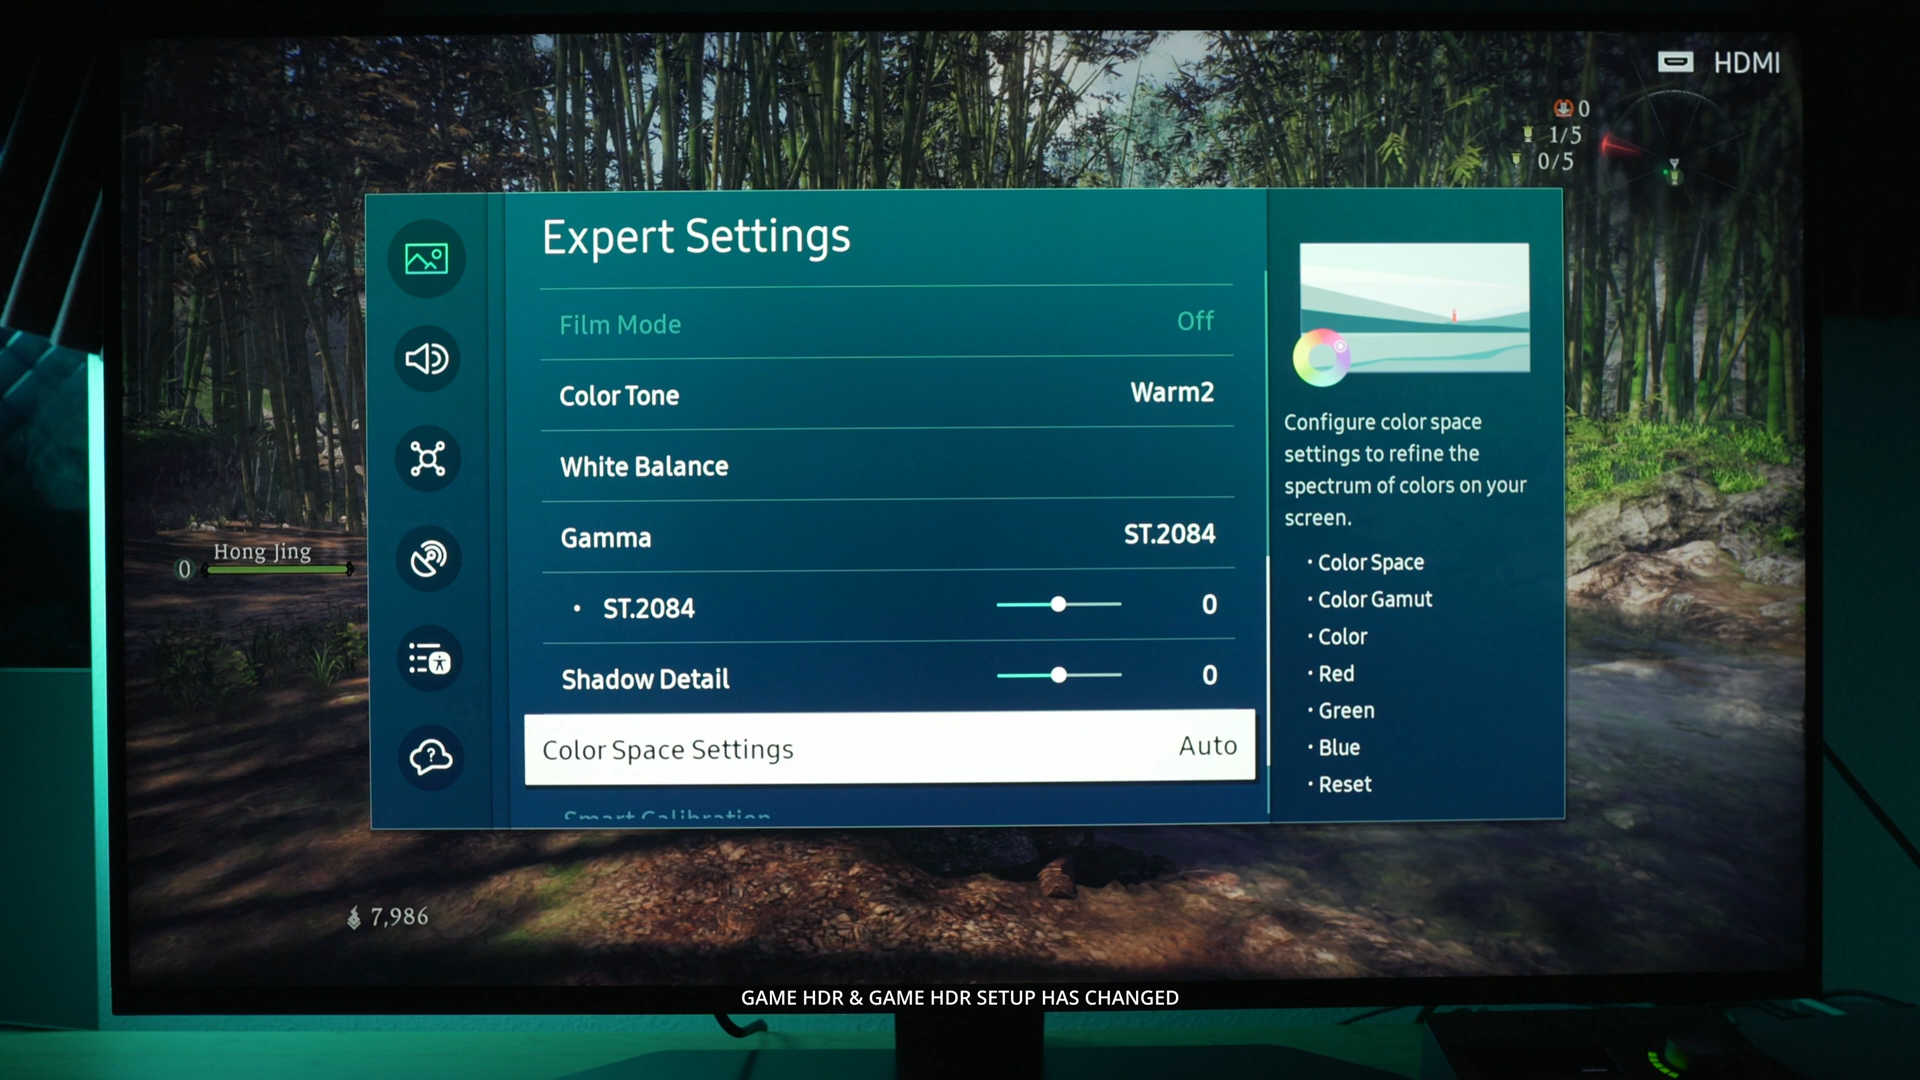 HDMI
0
1/5
0/5
Expert Settings
Film Mode Off
Color Tone Warm2
White Balance
Gamma ST.2084
• ST.2084 0
Shadow Detail 0
Color Space Settings Auto
Smart Calibration
Configure color space
settings to refine the
spectrum of colors on your
screen.
• Color Space
• Color Gamut
• Color
• Red
• Green
• Blue
• Reset
Hong Jing
0
7,986
GAME HDR & GAME HDR SETUP HAS CHANGED